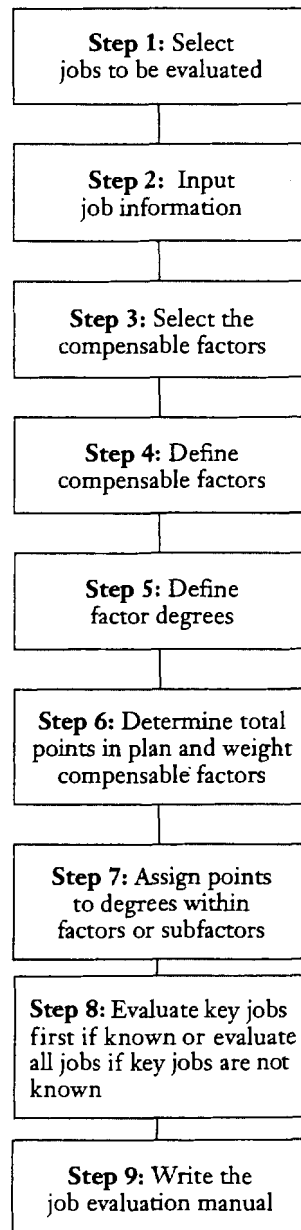 Step 1: Select
jobs to be evaluated
Step 2: Input
job information
Step 3: Select the
compensable factors
Step 4: Define
compensable factors
Step 5: Define
factor degrees
Step 6: Determine total
points in plan and weight
compensable factors
Step 7: Assign points
to degrees within
factors or subfactors
Step 8: Evaluate key jobs
first if known or evaluate
all jobs if key jobs are not
known
Step 9: Write the
job evaluation manual